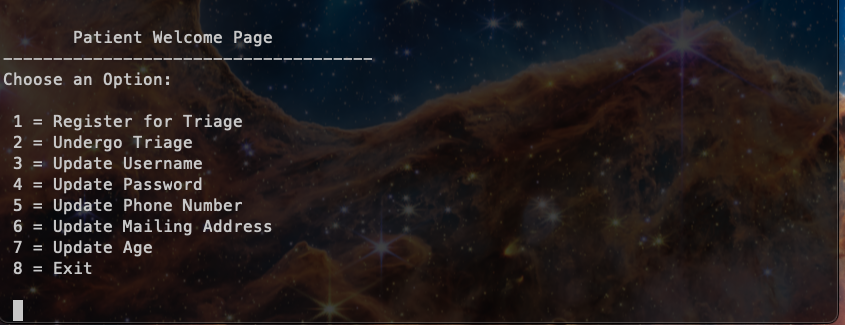 Patient Welcome Page
-------------------------------------
Choose an Option:
1 = Register for Triage
2 = Undergo Triage
3 = Update Username
4 = Update Password
5 = Update Phone Number
6 = Update Mailing Address
7 = Update Age
8 = Exit